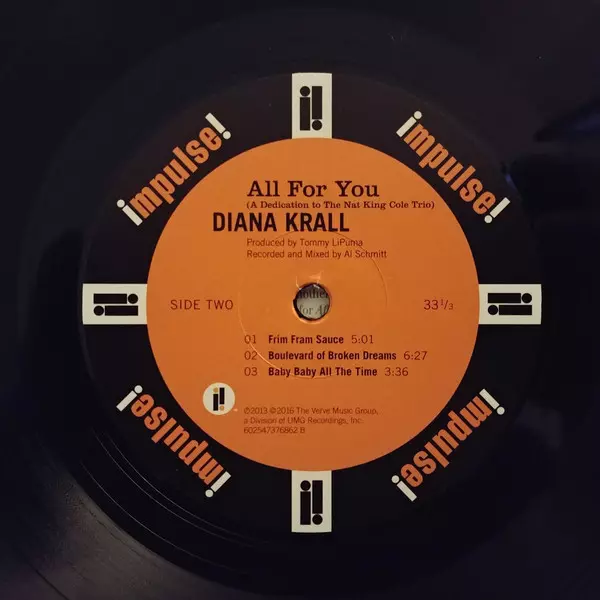 impulse!
impulse!
All For You
(A Dedication to The Nat King Cole Trio)
DIANA KRALL
Produced by Tommy LiPuma
Recorded and Mixed by Al Schmitt
SIDE TWO
33 1/3
01 Frim Fram Sauce 5:01
02 Boulevard of Broken Dreams 6:27
03 Baby Baby All The Time 3:36
℗2013 ©2016 The Verve Music Group,
a Division of UMG Recordings, Inc.
602547376862 B
impulse!
impulse!